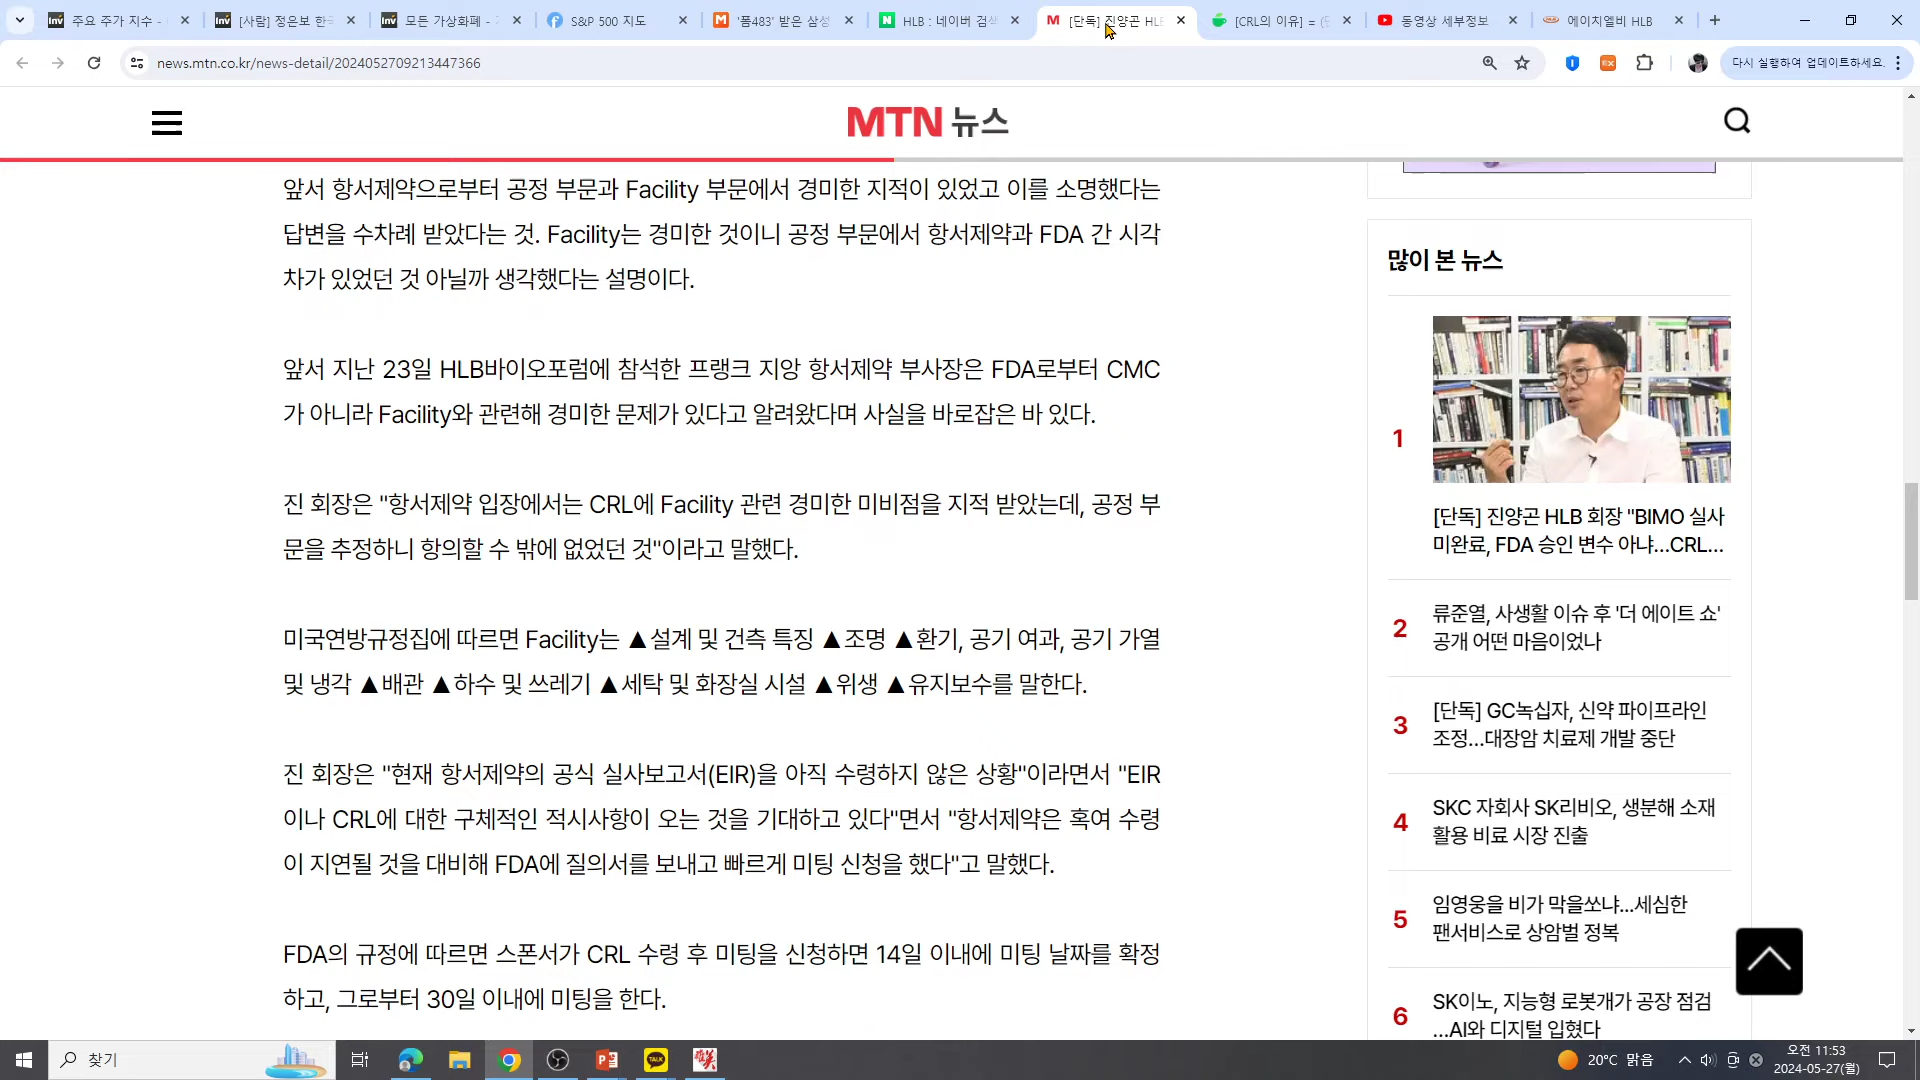 주요 주가 지수 -
[사람] 정은보 한국
모든 가상화폐 -
S&P 500 지도
'폼483' 받은 삼성
HLB : 네이버 검색
[단독] 진양곤 HLB
[CRL의 이유] = (
동영상 세부정보
에이치엘비 HLB
news.mtn.co.kr/news-detail/2024052709213447366
다시 실행하여 업데이트하세요.
MTN 뉴스
앞서 항서제약으로부터 공정 부문과 Facility 부문에서 경미한 지적이 있었고 이를 소명했다는
답변을 수차례 받았다는 것. Facility는 경미한 것이니 공정 부문에서 항서제약과 FDA 간 시각
차가 있었던 것 아닐까 생각했다는 설명이다.
앞서 지난 23일 HLB바이오포럼에 참석한 프랭크 지앙 항서제약 부사장은 FDA로부터 CMC
가 아니라 Facility와 관련해 경미한 문제가 있다고 알려왔다며 사실을 바로잡은 바 있다.
진 회장은 "항서제약 입장에서는 CRL에 Facility 관련 경미한 미비점을 지적 받았는데, 공정 부
문을 추정하니 항의할 수 밖에 없었던 것"이라고 말했다.
미국연방규정집에 따르면 Facility는 ▲설계 및 건축 특징 ▲조명 ▲환기, 공기 여과, 공기 가열
및 냉각 ▲배관 ▲하수 및 쓰레기 ▲세탁 및 화장실 시설 ▲위생 ▲유지보수를 말한다.
진 회장은 "현재 항서제약의 공식 실사보고서(EIR)을 아직 수령하지 않은 상황"이라면서 "EIR
이나 CRL에 대한 구체적인 적시사항이 오는 것을 기대하고 있다"면서 "항서제약은 혹여 수령
이 지연될 것을 대비해 FDA에 질의서를 보내고 빠르게 미팅 신청을 했다"고 말했다.
FDA의 규정에 따르면 스폰서가 CRL 수령 후 미팅을 신청하면 14일 이내에 미팅 날짜를 확정
하고, 그로부터 30일 이내에 미팅을 한다.
많이 본 뉴스
1
[단독] 진양곤 HLB 회장 "BIMO 실사
미완료, FDA 승인 변수 아냐...CRL...
2
류준열, 사생활 이슈 후 '더 에이트 쇼'
공개 어떤 마음이었나
3
[단독] GC녹십자, 신약 파이프라인
조정...대장암 치료제 개발 중단
4
SKC 자회사 SK리비오, 생분해 소재
활용 비료 시장 진출
5
임영웅을 비가 막을쏘냐...세심한
팬서비스로 상암벌 정복
6
SK이노, 지능형 로봇개가 공장 점검
...AI와 디지털 입혔다
찾기
20°C 맑음
오전 11:53
2024-05-27(월)